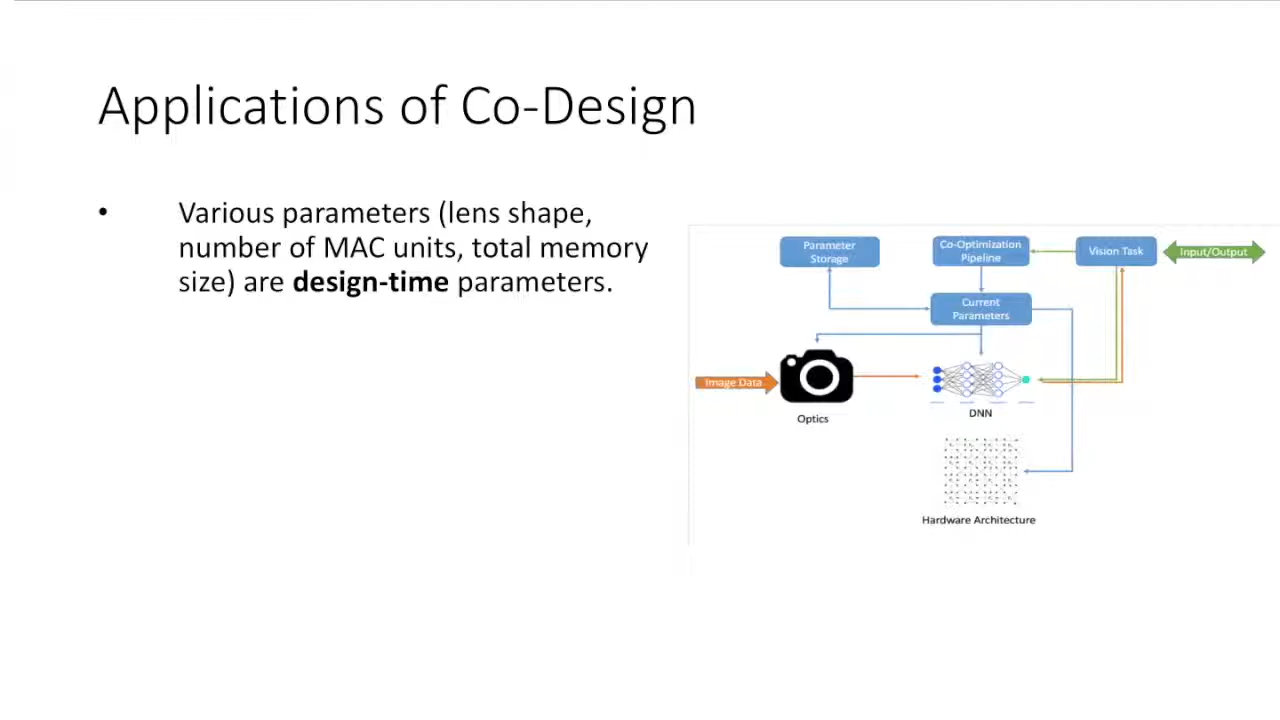 Applications of Co-Design
• Various parameters (lens shape,
number of MAC units, total memory
size) are design-time parameters.
Parameter
Storage
Co-Optimization
Pipeline
Vision Task
Input/Output
Current
Parameters
Image Data
Optics
DNN
Hardware Architecture